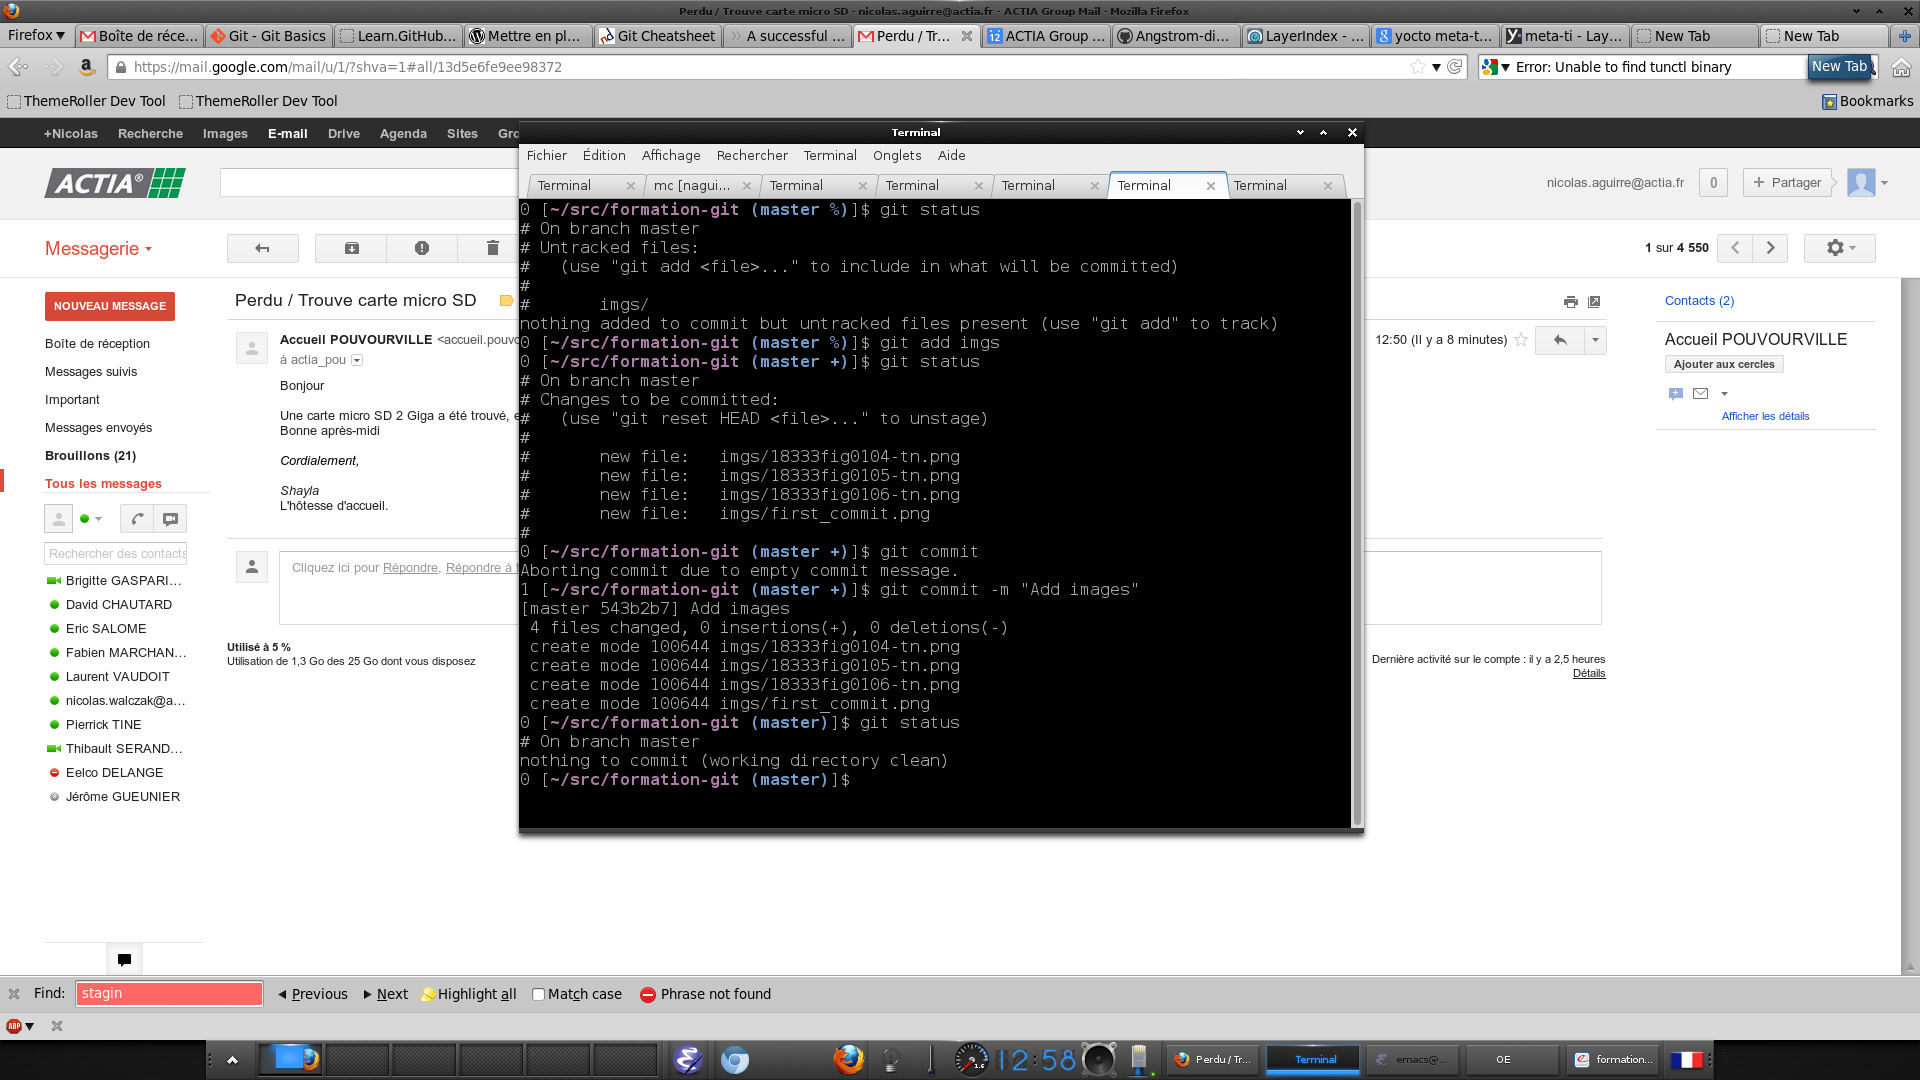 Perdu / Trouve carte micro SD - nicolas.aguirre@actia.fr - ACTIA Group Mail - Mozilla Firefox
Firefox
Boîte de réce...
Git - Git Basics
Learn.GitHub...
Mettre en pl...
Git Cheatsheet
A successful ...
Perdu / Tr...
ACTIA Group ...
Angstrom-di...
LayerIndex - ...
yocto meta-t...
meta-ti - Lay...
New Tab
New Tab
https://mail.google.com/mail/u/1/?shva=1#all/13d5e6fe9ee98372
Error: Unable to find tunctl binary
New Tab
ThemeRoller Dev Tool
ThemeRoller Dev Tool
Bookmarks
+Nicolas Recherche Images E-mail Drive Agenda Sites Gro
ACTIA®
nicolas.aguirre@actia.fr
0
+ Partager
Messagerie
1 sur 4 550
NOUVEAU MESSAGE
Boîte de réception
Messages suivis
Important
Messages envoyés
Brouillons (21)
Tous les messages
Rechercher des contacts
Brigitte GASPARI...
David CHAUTARD
Eric SALOME
Fabien MARCHAN...
Laurent VAUDOIT
nicolas.walczak@a...
Pierrick TINE
Thibault SERAND...
Eelco DELANGE
Jérôme GUEUNIER
Perdu / Trouve carte micro SD
Accueil POUVOURVILLE <accueil.pouvo
à actia_pou
12:50 (Il y a 8 minutes)
Bonjour
Une carte micro SD 2 Giga a été trouvé, e
Bonne après-midi
Cordialement,
Shayla
L'hôtesse d'accueil.
Cliquez ici pour Répondre, Répondre à t
Utilisé à 5 %
Utilisation de 1,3 Go des 25 Go dont vous disposez
Dernière activité sur le compte : il y a 2,5 heures
Détails
Contacts (2)
Accueil POUVOURVILLE
Ajouter aux cercles
Afficher les détails
Terminal
Fichier Édition Affichage Rechercher Terminal Onglets Aide
Terminal
mc [nagui...
Terminal
Terminal
Terminal
Terminal
Terminal
0 [~/src/formation-git (master %)]$ git status
# On branch master
# Untracked files:
#   (use "git add <file>..." to include in what will be committed)
#
#       imgs/
nothing added to commit but untracked files present (use "git add" to track)
0 [~/src/formation-git (master %)]$ git add imgs
0 [~/src/formation-git (master +)]$ git status
# On branch master
# Changes to be committed:
#   (use "git reset HEAD <file>..." to unstage)
#
#       new file:   imgs/18333fig0104-tn.png
#       new file:   imgs/18333fig0105-tn.png
#       new file:   imgs/18333fig0106-tn.png
#       new file:   imgs/first_commit.png
#
0 [~/src/formation-git (master +)]$ git commit
Aborting commit due to empty commit message.
1 [~/src/formation-git (master +)]$ git commit -m "Add images"
[master 543b2b7] Add images
 4 files changed, 0 insertions(+), 0 deletions(-)
 create mode 100644 imgs/18333fig0104-tn.png
 create mode 100644 imgs/18333fig0105-tn.png
 create mode 100644 imgs/18333fig0106-tn.png
 create mode 100644 imgs/first_commit.png
0 [~/src/formation-git (master)]$ git status
# On branch master
nothing to commit (working directory clean)
0 [~/src/formation-git (master)]$
Find: stagin
Previous
Next
Highlight all
Match case
Phrase not found
ABP
1.6
12:58
Perdu / Tr...
Terminal
emacs@...
OE
formation...